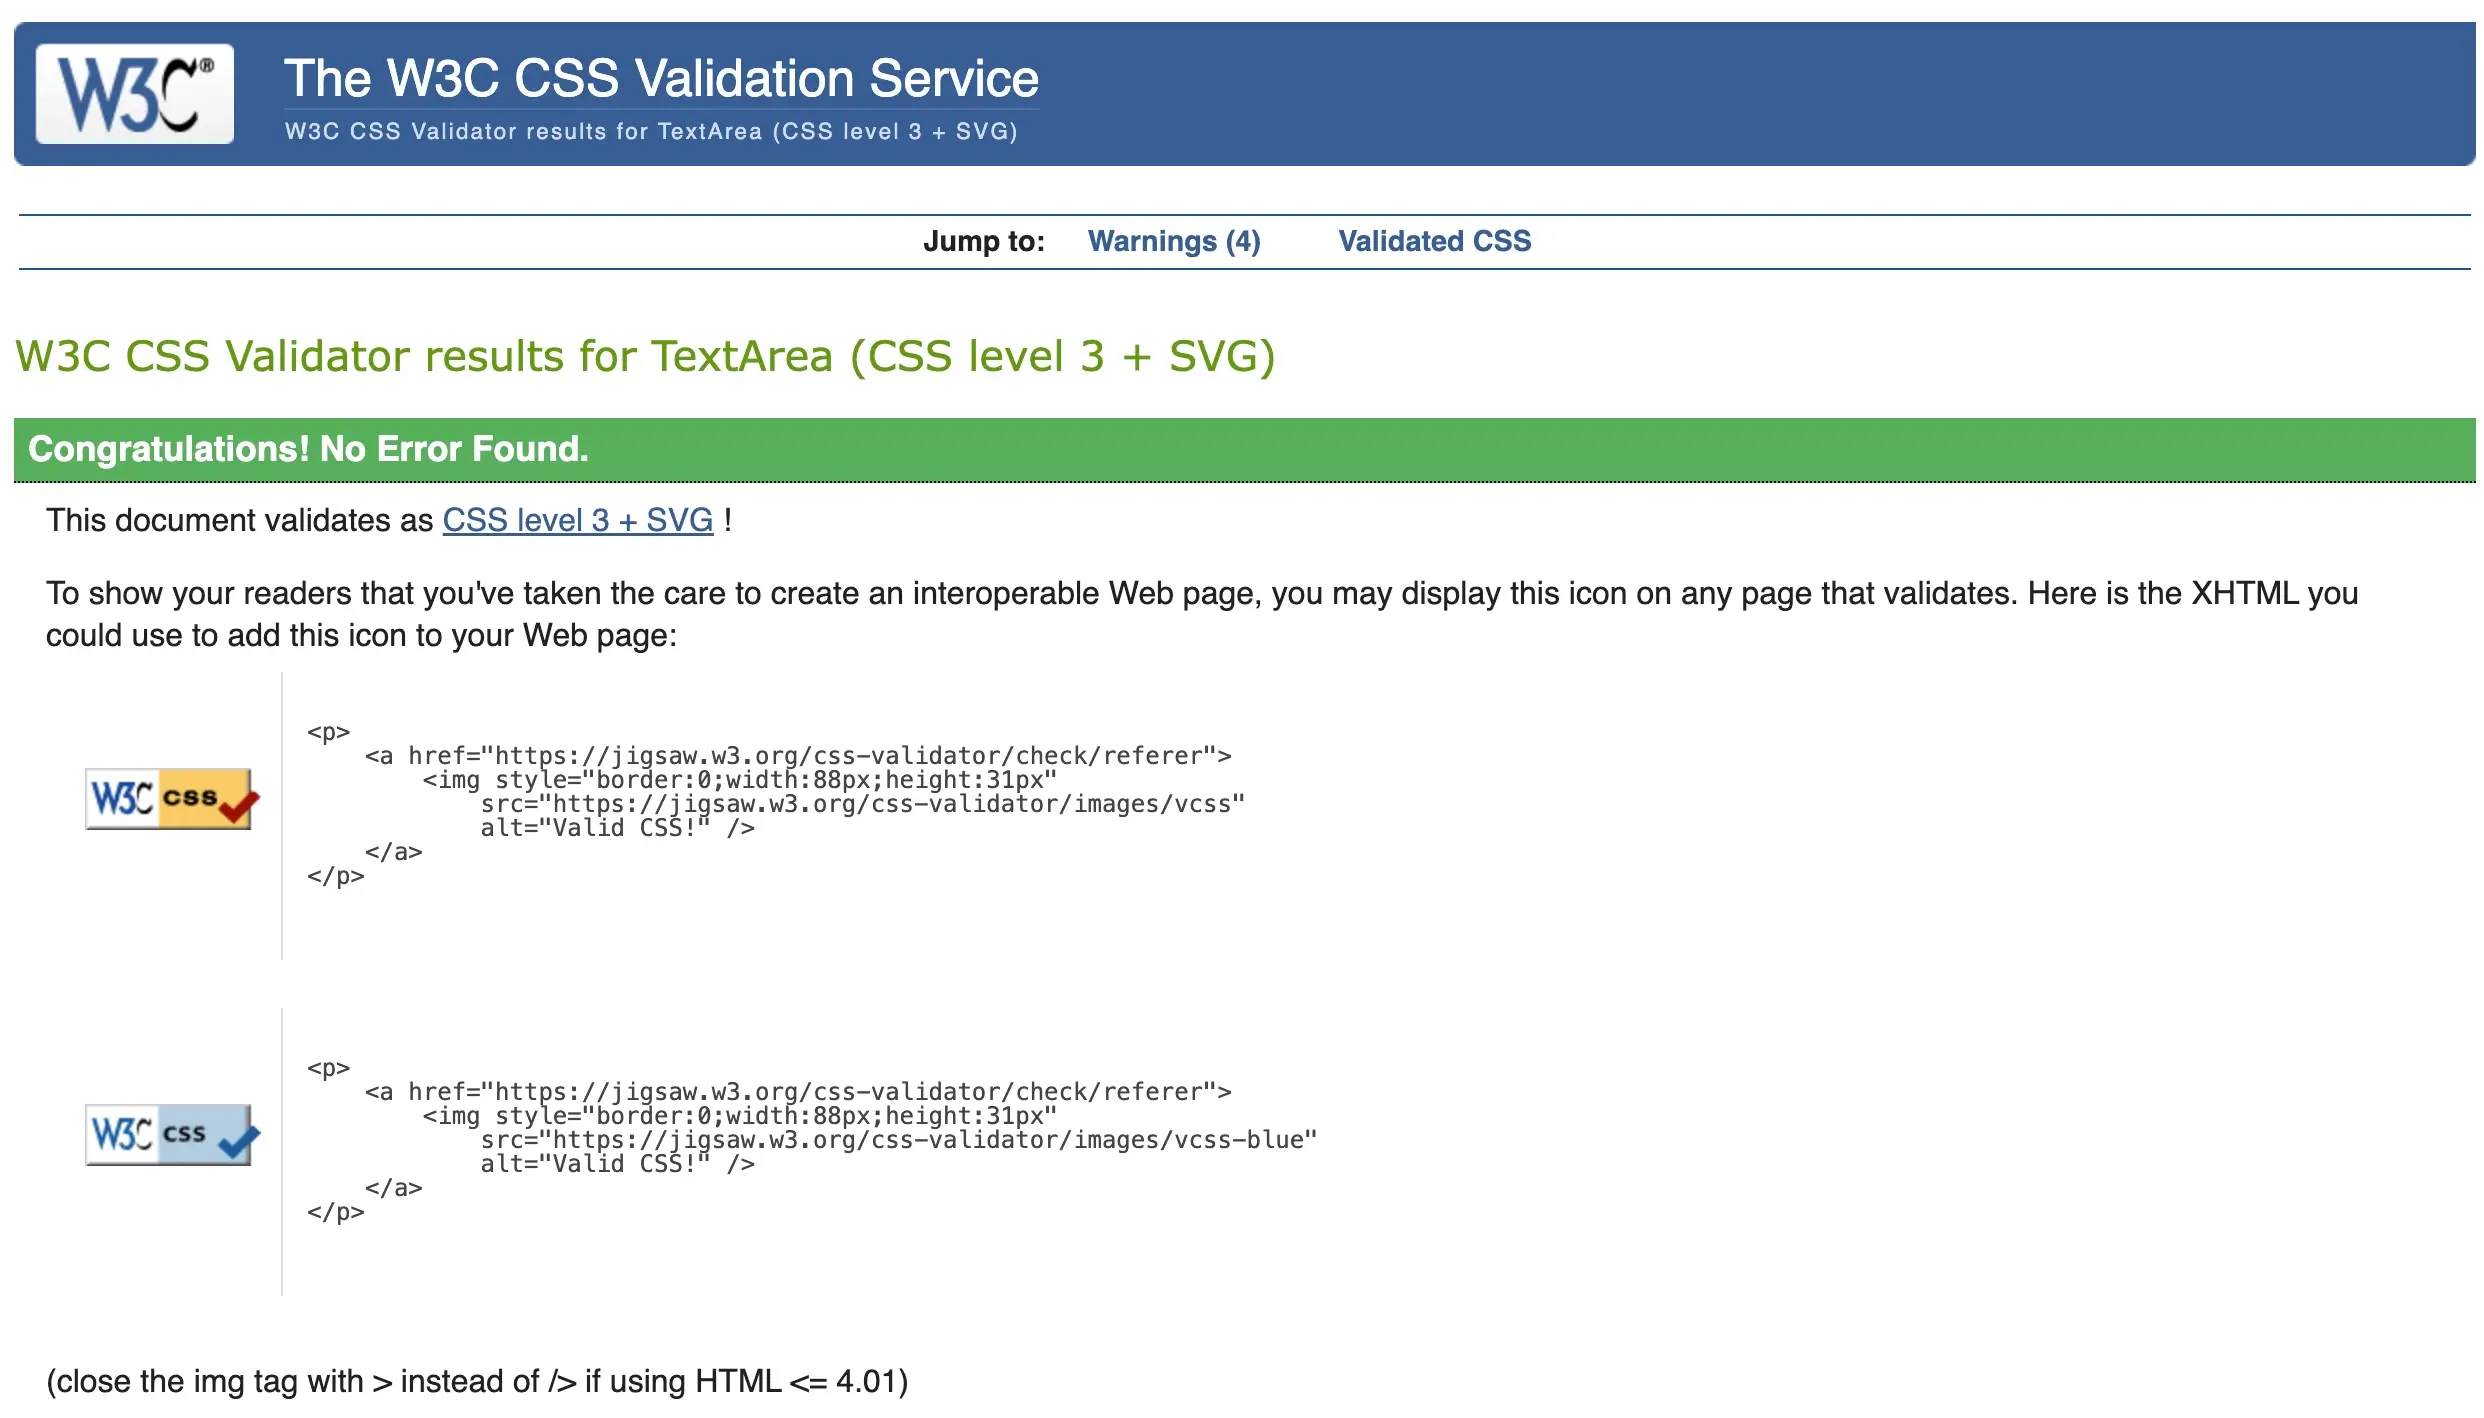 W3C®
The W3C CSS Validation Service
W3C CSS Validator results for TextArea (CSS level 3 + SVG)
Jump to: Warnings (4) Validated CSS
W3C CSS Validator results for TextArea (CSS level 3 + SVG)
Congratulations! No Error Found.
This document validates as CSS level 3 + SVG !
To show your readers that you've taken the care to create an interoperable Web page, you may display this icon on any page that validates. Here is the XHTML you
could use to add this icon to your Web page:
W3C css
<p>
    <a href="https://jigsaw.w3.org/css-validator/check/referer">
        <img style="border:0;width:88px;height:31px"
            src="https://jigsaw.w3.org/css-validator/images/vcss"
            alt="Valid CSS!" />
    </a>
</p>
W3C css
<p>
    <a href="https://jigsaw.w3.org/css-validator/check/referer">
        <img style="border:0;width:88px;height:31px"
            src="https://jigsaw.w3.org/css-validator/images/vcss-blue"
            alt="Valid CSS!" />
    </a>
</p>
(close the img tag with > instead of /> if using HTML <= 4.01)